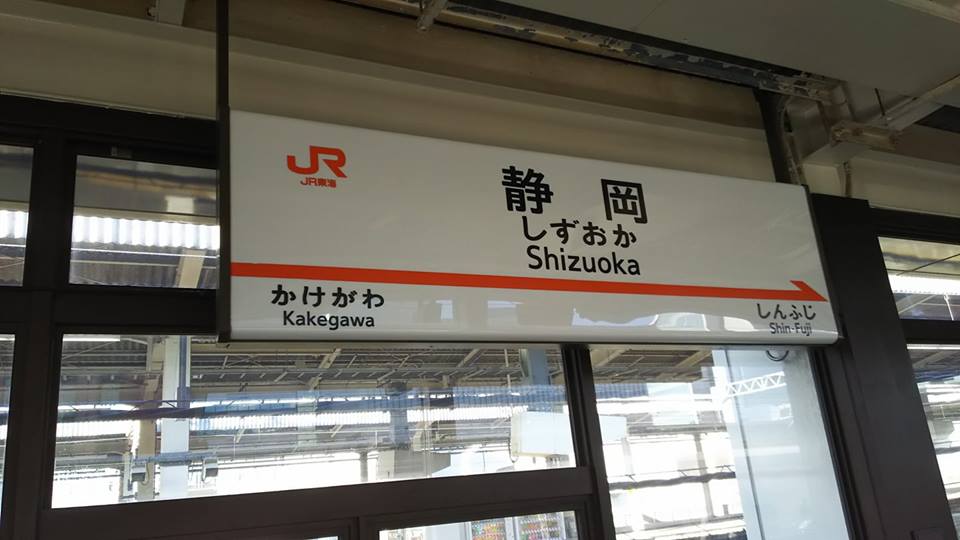 JR
JR東海
静岡
しずおか
Shizuoka
かけがわ
Kakegawa
しんふじ
Shin-Fuji